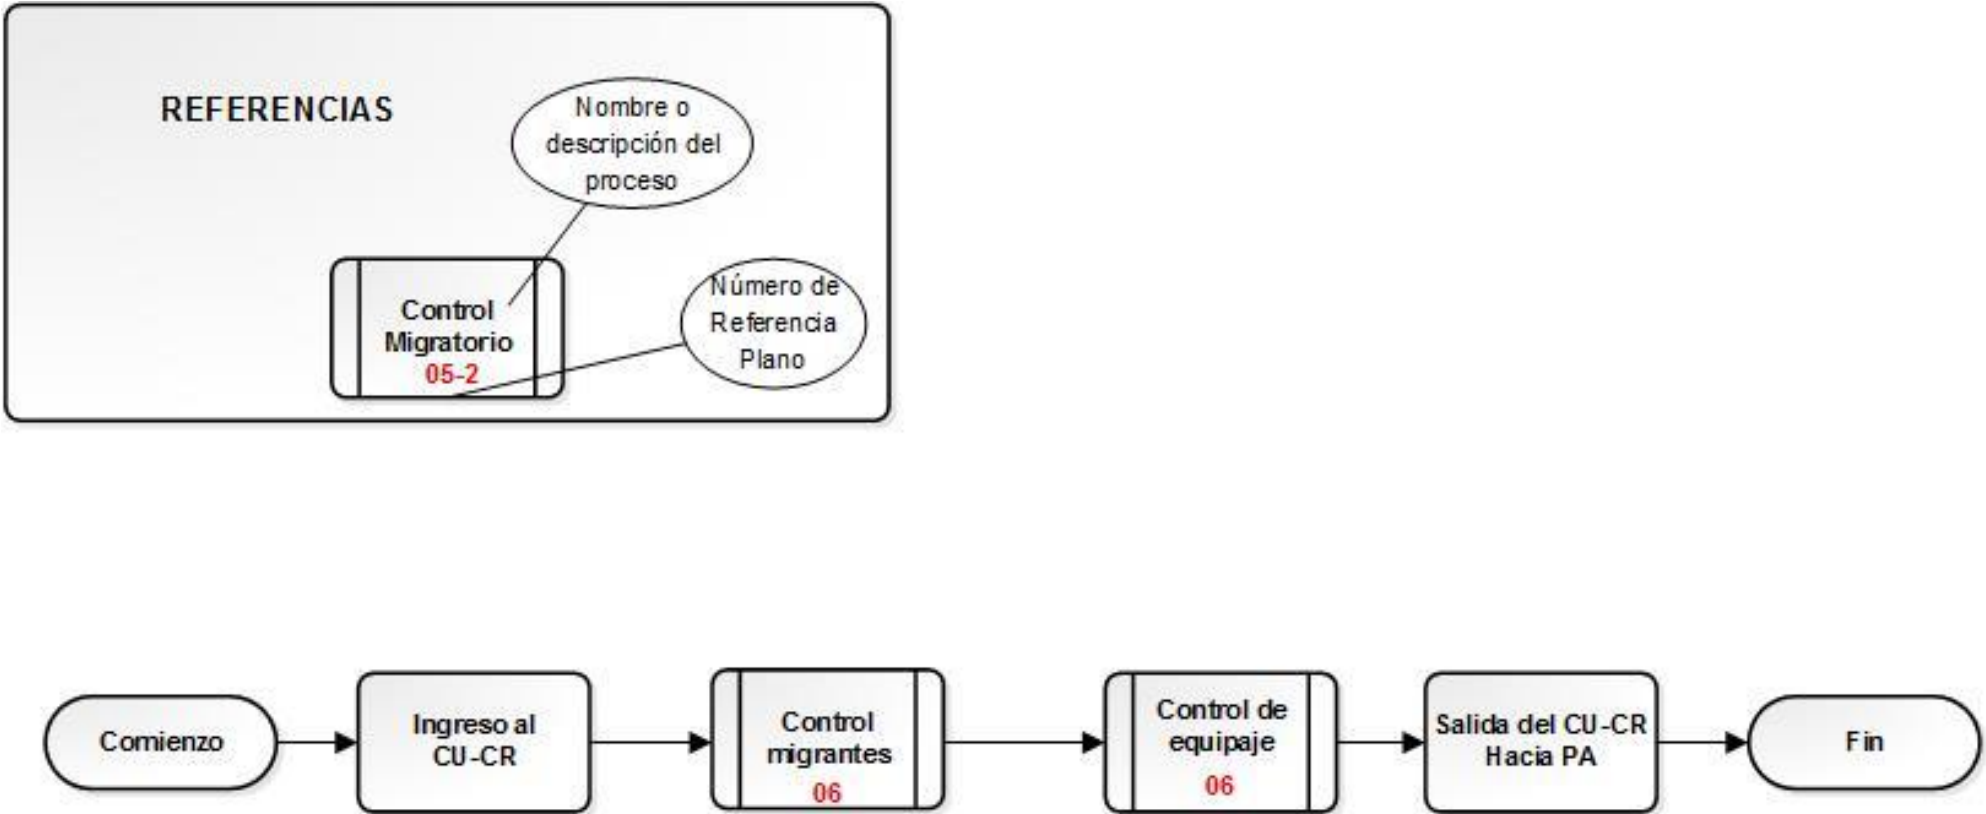 REFERENCIAS
Nombre o
descripción del
proceso
Control
Migratorio
05-2
Número de
Referencia
Plano
Comienzo
Ingreso al
CU-CR
Control
migrantes
06
Control de
equipaje
06
Salida del CU-CR
Hacia PA
Fin